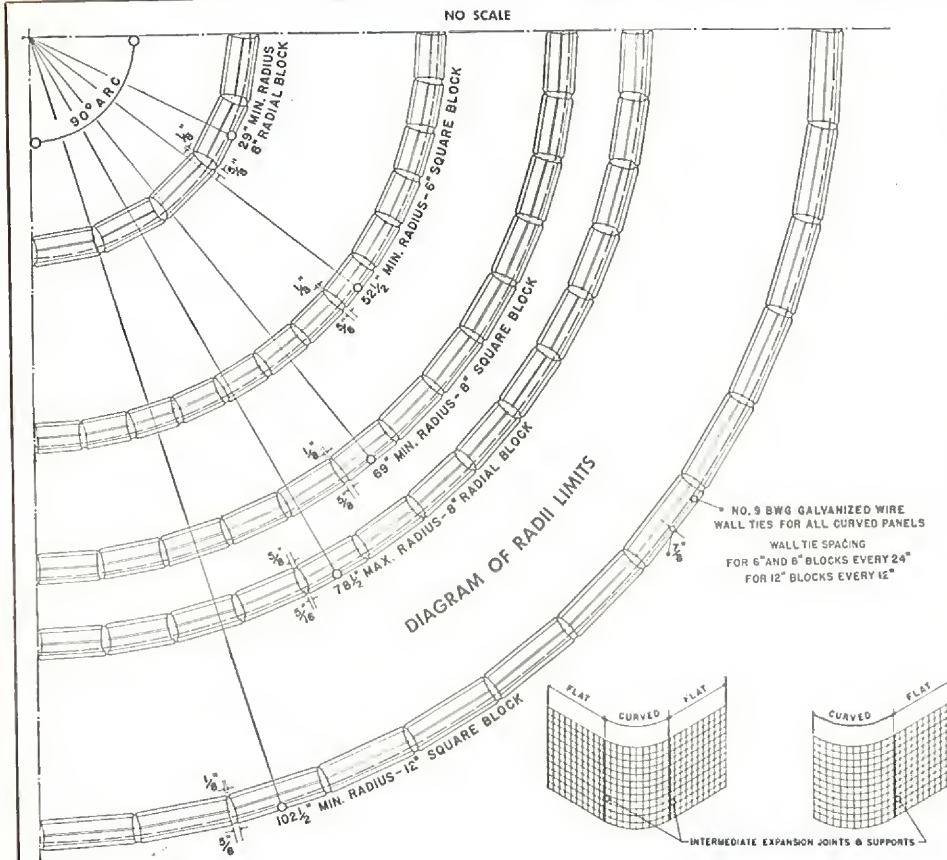 NO SCALE
90° ARC
29" MIN. RADIUS
8" RADIAL BLOCK
1/8"
5/8"
52 1/2" MIN. RADIUS-6" SQUARE BLOCK
1/8"
5/8"
69" MIN. RADIUS-8" SQUARE BLOCK
1/8"
5/8"
78 1/2" MAX. RADIUS-8" RADIAL BLOCK
5/8"
5/16"
DIAGRAM OF RADII LIMITS
NO. 9 BWG GALVANIZED WIRE
WALL TIES FOR ALL CURVED PANELS
WALL TIE SPACING
FOR 6" AND 8" BLOCKS EVERY 24"
FOR 12" BLOCKS EVERY 12"
7/8"
102 1/2" MIN. RADIUS-12" SQUARE BLOCK
1/8"
5/8"
FLAT
CURVED
FLAT
CURVED
FLAT
INTERMEDIATE EXPANSION JOINTS & SUPPORTS